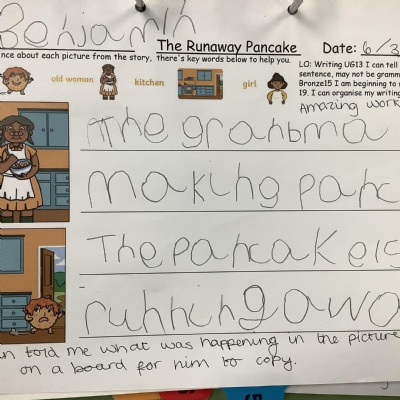 Benjamin
The Runaway Pancake
Date: 6/3
nce about each picture from the story, there's key words below to help you.
LO: Writing UG13 I can tell
sentence, may not be gramm
Bronze15 I am beginning to
19. I can organise my writing
old woman kitchen girl
Amazing work
The granbma
making panc
The pancake is
running awa
n told me what was happening in the picture
on a board for him to copy.